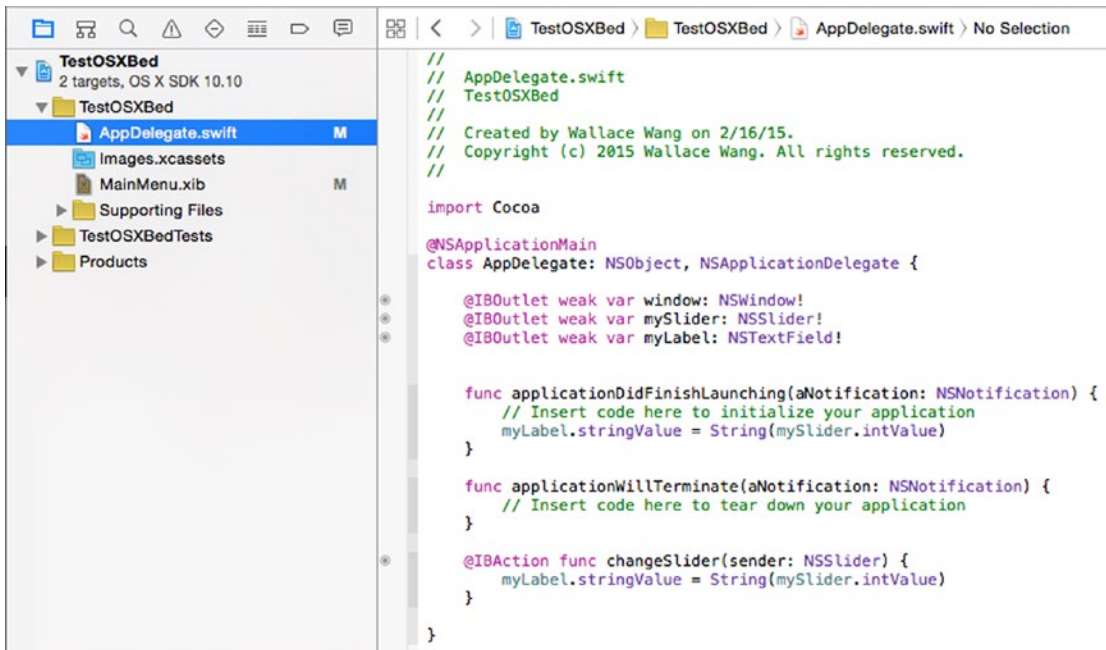 TestOSXBed
2 targets, OS X SDK 10.10
TestOSXBed
AppDelegate.swift M
Images.xcassets
MainMenu.xib M
Supporting Files
TestOSXBedTests
Products
TestOSXBed TestOSXBed AppDelegate.swift No Selection
//
//  AppDelegate.swift
//  TestOSXBed
//
//  Created by Wallace Wang on 2/16/15.
//  Copyright (c) 2015 Wallace Wang. All rights reserved.
//
import Cocoa
@NSApplicationMain
class AppDelegate: NSObject, NSApplicationDelegate {
@IBOutlet weak var window: NSWindow!
@IBOutlet weak var mySlider: NSSlider!
@IBOutlet weak var myLabel: NSTextField!
func applicationDidFinishLaunching(aNotification: NSNotification) {
// Insert code here to initialize your application
myLabel.stringValue = String(mySlider.intValue)
}
func applicationWillTerminate(aNotification: NSNotification) {
// Insert code here to tear down your application
}
@IBAction func changeSlider(sender: NSSlider) {
myLabel.stringValue = String(mySlider.intValue)
}
}